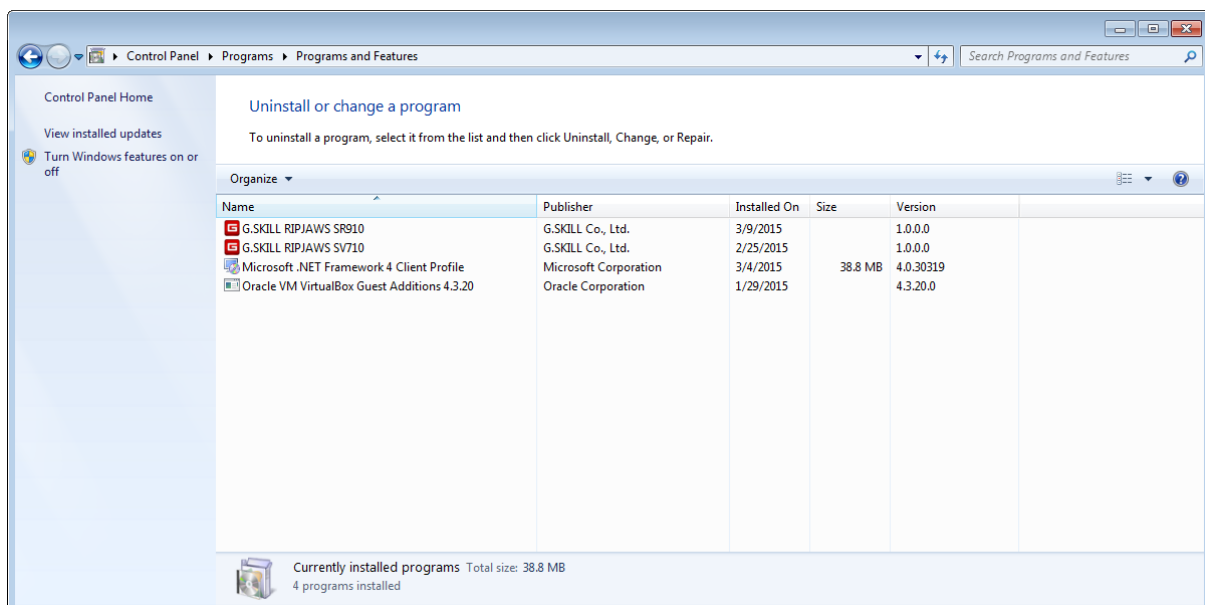 Control Panel Programs Programs and Features Search Programs and Features
Control Panel Home
View installed updates
Turn Windows features on or
off
Uninstall or change a program
To uninstall a program, select it from the list and then click Uninstall, Change, or Repair.
Organize
Name Publisher Installed On Size Version
G.SKILL RIPJAWS SR910 G.SKILL Co., Ltd. 3/9/2015 1.0.0.0
G.SKILL RIPJAWS SV710 G.SKILL Co., Ltd. 2/25/2015 1.0.0.0
Microsoft .NET Framework 4 Client Profile Microsoft Corporation 3/4/2015 38.8 MB 4.0.30319
Oracle VM VirtualBox Guest Additions 4.3.20 Oracle Corporation 1/29/2015 4.3.20.0
Currently installed programs Total size: 38.8 MB
4 programs installed